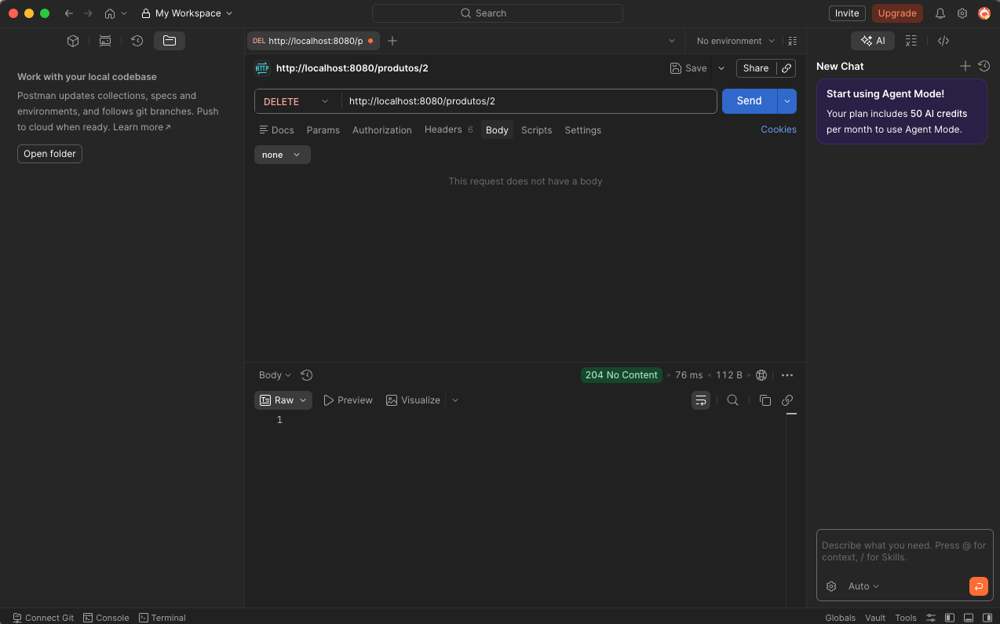 My Workspace
Search
Invite
Upgrade
DEL http://localhost:8080/p
No environment
AI
Work with your local codebase
Postman updates collections, specs and
environments, and follows git branches. Push
to cloud when ready. Learn more↗
Open folder
HTTP http://localhost:8080/produtos/2
Save
Share
DELETE
http://localhost:8080/produtos/2
Send
Docs
Params
Authorization
Headers 6
Body
Scripts
Settings
Cookies
none
This request does not have a body
Body
204 No Content • 76 ms • 112 B •
Raw
Preview
Visualize
1
New Chat
Start using Agent Mode!
Your plan includes 50 AI credits
per month to use Agent Mode.
Describe what you need. Press @ for
context, / for Skills.
Auto
Connect Git
Console
Terminal
Globals
Vault
Tools